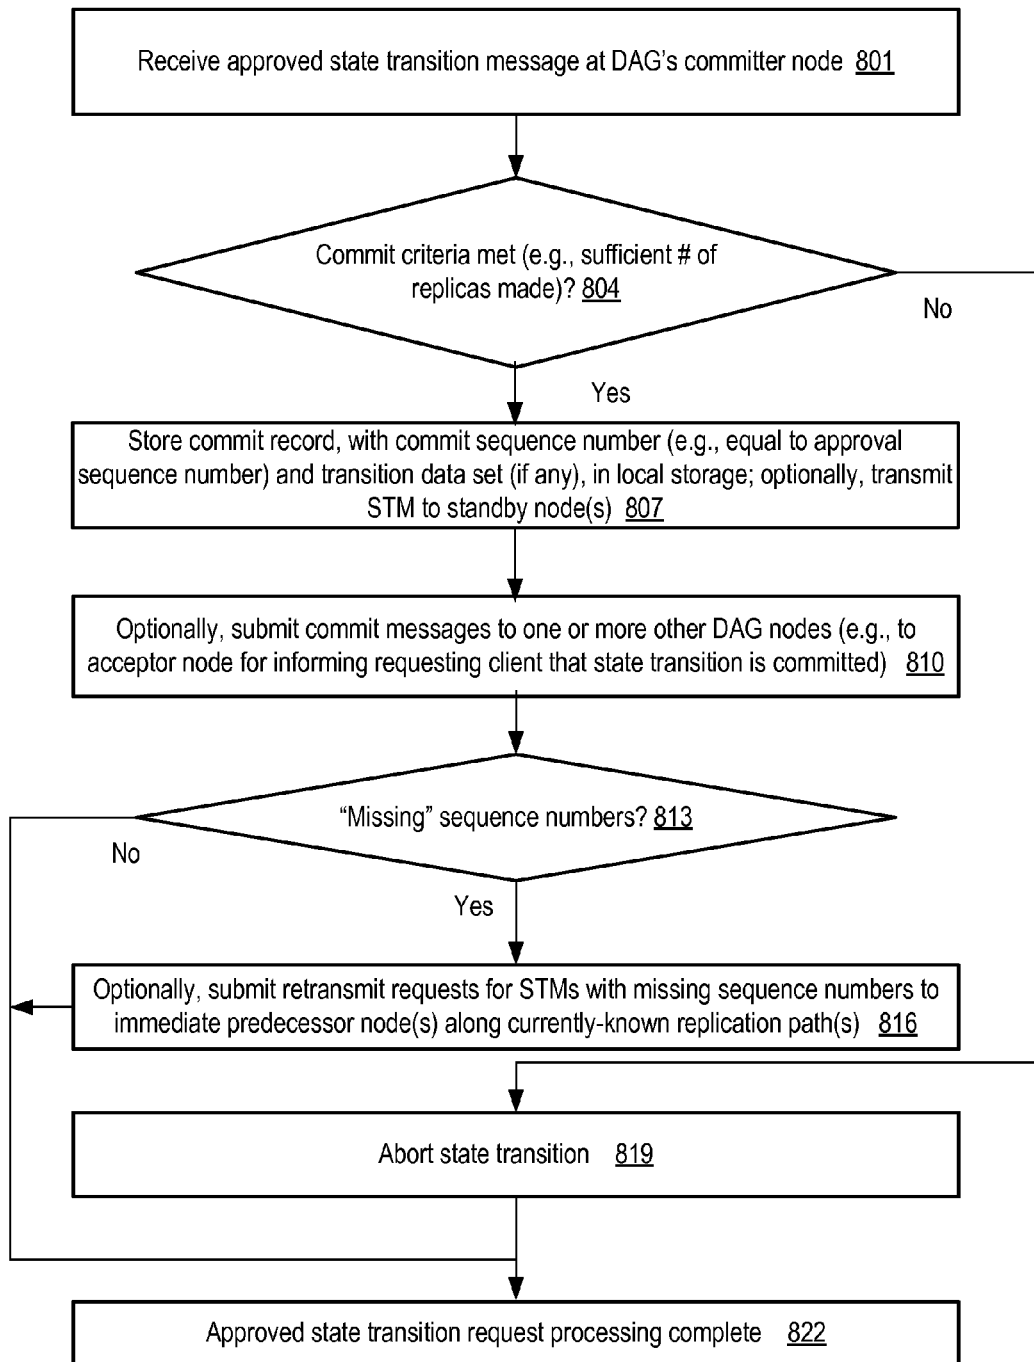 Receive approved state transition message at DAG's committer node 801
Commit criteria met (e.g., sufficient # of
replicas made)? 804
No
Yes
Store commit record, with commit sequence number (e.g., equal to approval
sequence number) and transition data set (if any), in local storage; optionally, transmit
STM to standby node(s) 807
Optionally, submit commit messages to one or more other DAG nodes (e.g., to
acceptor node for informing requesting client that state transition is committed) 810
“Missing” sequence numbers? 813
No
Yes
Optionally, submit retransmit requests for STMs with missing sequence numbers to
immediate predecessor node(s) along currently-known replication path(s) 816
Abort state transition 819
Approved state transition request processing complete 822